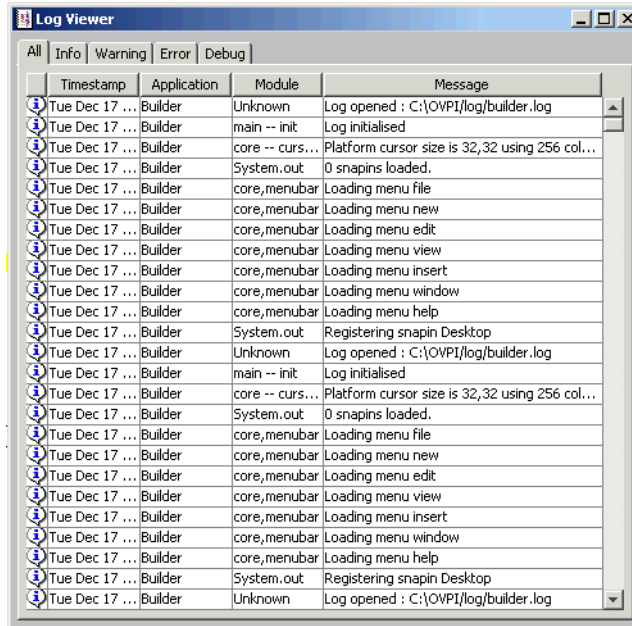 Log Viewer
All Info Warning Error Debug
Timestamp Application Module Message
Tue Dec 17 ... Builder Unknown Log opened : C:\OVPI/log/builder.log
Tue Dec 17 ... Builder main -- init Log initialised
Tue Dec 17 ... Builder core -- curs... Platform cursor size is 32,32 using 256 col...
Tue Dec 17 ... Builder System.out 0 snapins loaded.
Tue Dec 17 ... Builder core,menubar Loading menu file
Tue Dec 17 ... Builder core,menubar Loading menu new
Tue Dec 17 ... Builder core,menubar Loading menu edit
Tue Dec 17 ... Builder core,menubar Loading menu view
Tue Dec 17 ... Builder core,menubar Loading menu insert
Tue Dec 17 ... Builder core,menubar Loading menu window
Tue Dec 17 ... Builder core,menubar Loading menu help
Tue Dec 17 ... Builder System.out Registering snapin Desktop
Tue Dec 17 ... Builder Unknown Log opened : C:\OVPI/log/builder.log
Tue Dec 17 ... Builder main -- init Log initialised
Tue Dec 17 ... Builder core -- curs... Platform cursor size is 32,32 using 256 col...
Tue Dec 17 ... Builder System.out 0 snapins loaded.
Tue Dec 17 ... Builder core,menubar Loading menu file
Tue Dec 17 ... Builder core,menubar Loading menu new
Tue Dec 17 ... Builder core,menubar Loading menu edit
Tue Dec 17 ... Builder core,menubar Loading menu view
Tue Dec 17 ... Builder core,menubar Loading menu insert
Tue Dec 17 ... Builder core,menubar Loading menu window
Tue Dec 17 ... Builder core,menubar Loading menu help
Tue Dec 17 ... Builder System.out Registering snapin Desktop
Tue Dec 17 ... Builder Unknown Log opened : C:\OVPI/log/builder.log